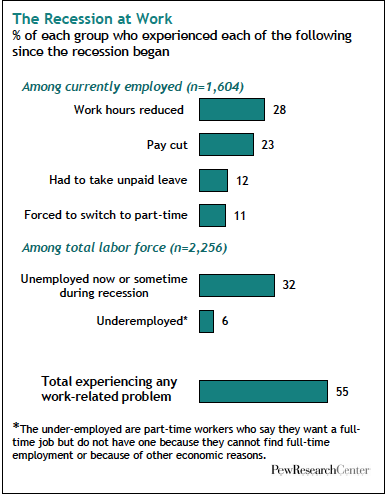 The Recession at Work
% of each group who experienced each of the following
since the recession began
Among currently employed (n=1,604)
Work hours reduced 28
Pay cut 23
Had to take unpaid leave 12
Forced to switch to part-time 11
Among total labor force (n=2,256)
Unemployed now or sometime
during recession 32
Underemployed* 6
Total experiencing any
work-related problem 55
*The under-employed are part-time workers who say they want a full-
time job but do not have one because they cannot find full-time
employment or because of other economic reasons.
PewResearchCenter